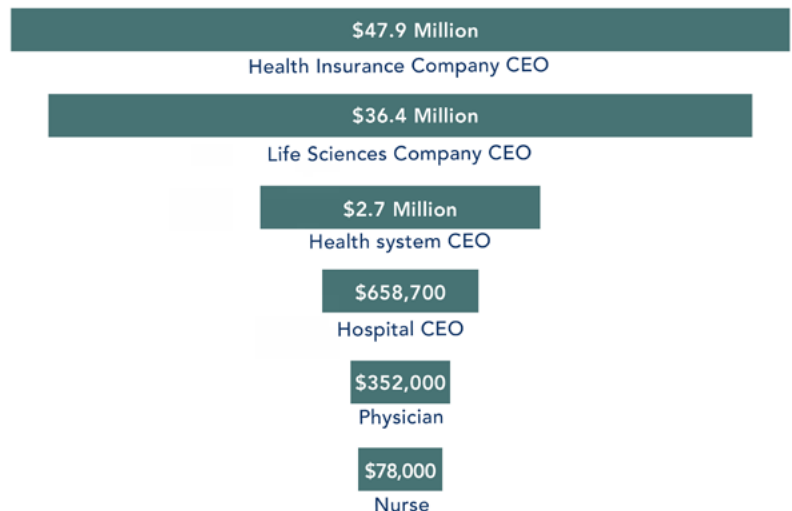 $47.9 Million
Health Insurance Company CEO
$36.4 Million
Life Sciences Company CEO
$2.7 Million
Health system CEO
$658,700
Hospital CEO
$352,000
Physician
$78,000
Nurse